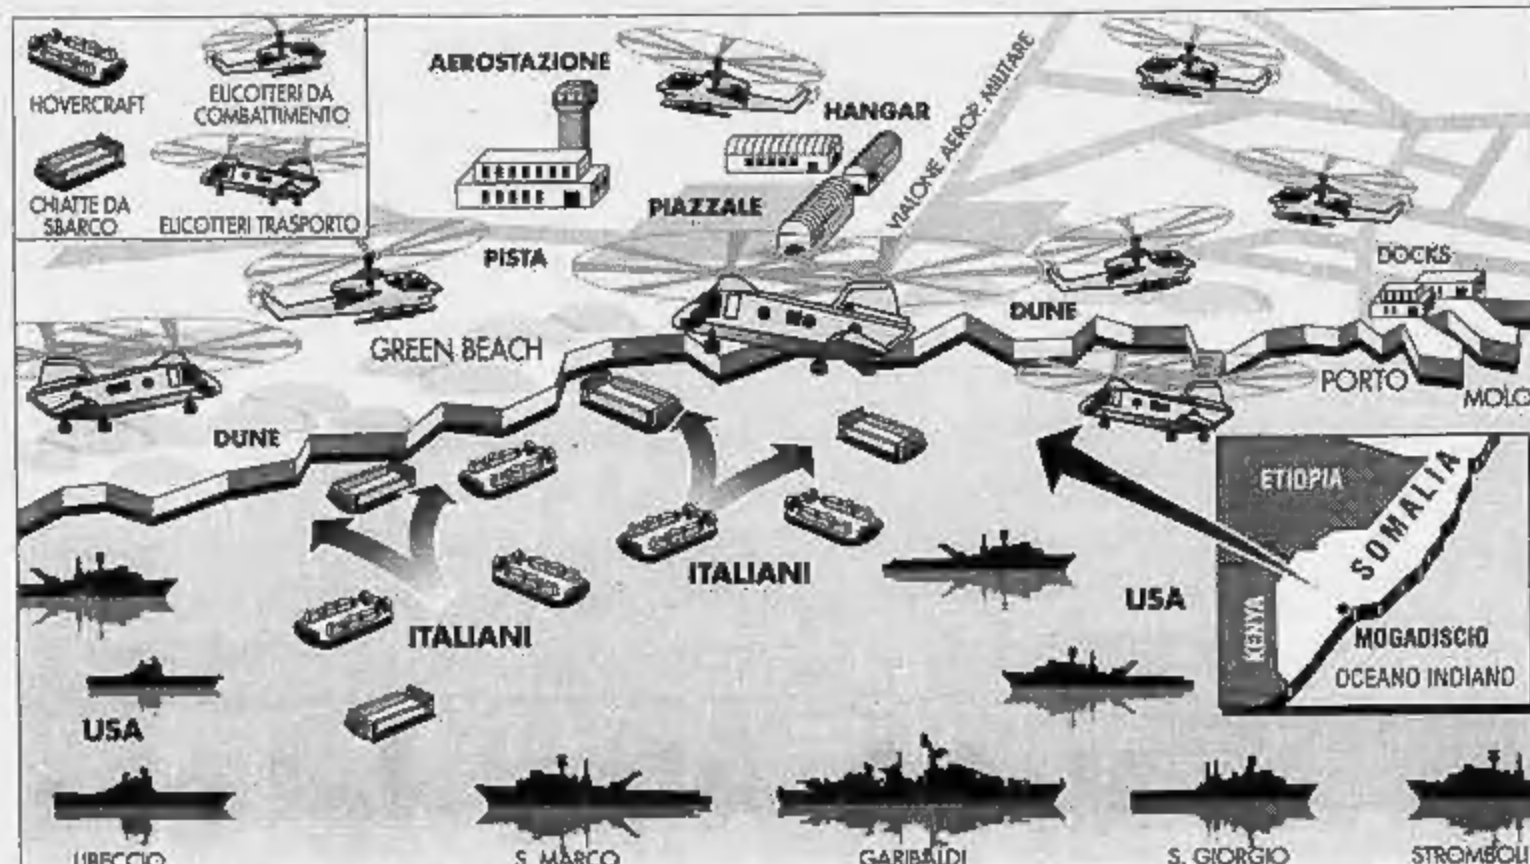 HOVERCRAFT
ELICOTTERI DA
COMBATTIMENTO
CHIATTE DA
SBARCO
ELICOTTERI TRASPORTO
AEROSTAZIONE
HANGAR
VIALONE AEROP. MILITARE
PIAZZALE
PISTA
DOCKS
DUNE
GREEN BEACH
PORTO
MOLO
DUNE
ETIOPIA
SOMALIA
ITALIANI
USA
KENYA
ITALIANI
MOGADISCIO
OCEANO INDIANO
USA
LIBECCIO
S. MARCO
GARIBALDI
S. GIORGIO
STROMBOLI